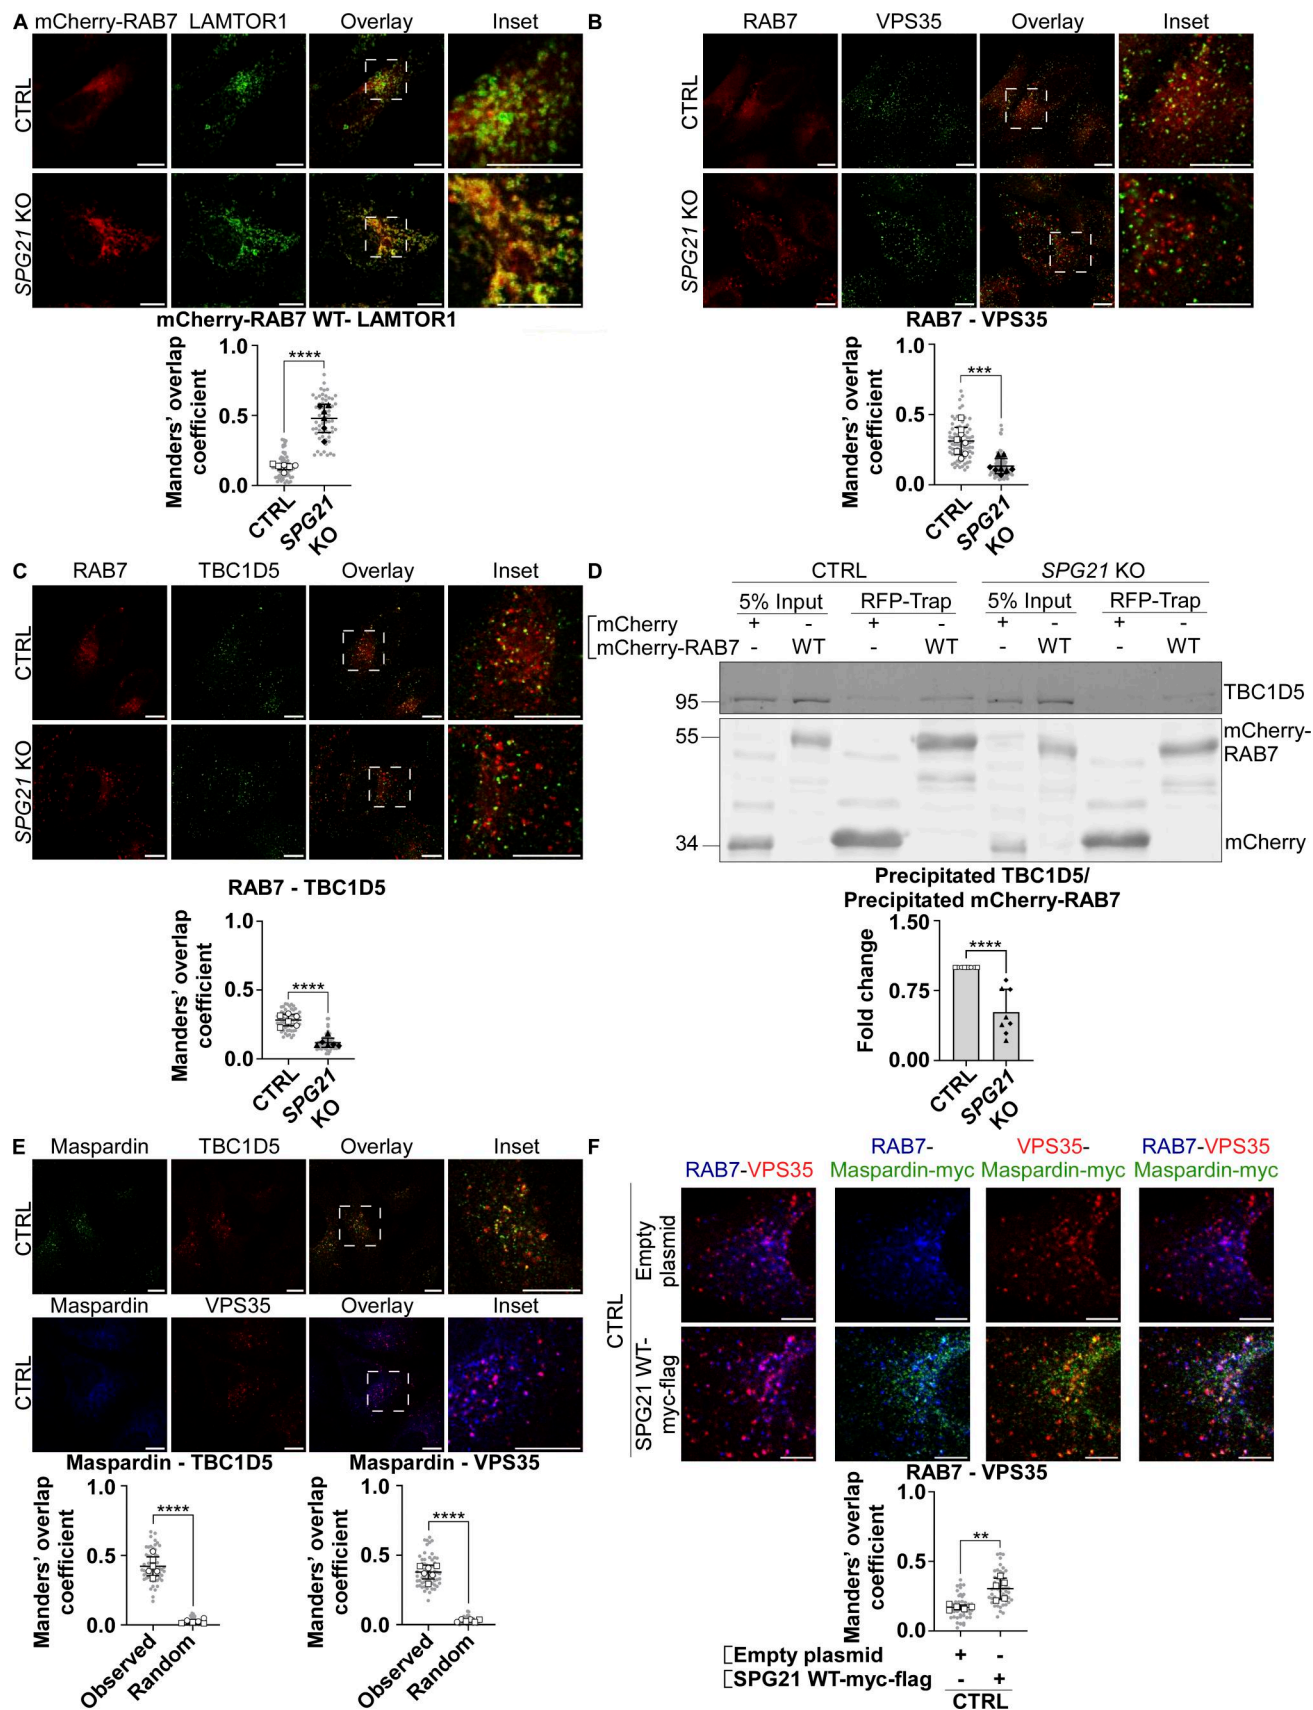 A mCherry-RAB7 LAMTOR1 Overlay Inset
CTRL
SPG21 KO
mCherry-RAB7 WT- LAMTOR1
Manders' overlap
coefficient
1.0
0.5
0.0
****
CTRL
SPG21
KO
B RAB7 VPS35 Overlay Inset
CTRL
SPG21 KO
RAB7 - VPS35
Manders' overlap
coefficient
1.0
0.5
0.0
***
CTRL
SPG21
KO
C RAB7 TBC1D5 Overlay Inset
CTRL
SPG21 KO
RAB7 - TBC1D5
Manders' overlap
coefficient
1.0
0.5
0.0
****
CTRL
SPG21
KO
D CTRL SPG21 KO
5% Input RFP-Trap 5% Input RFP-Trap
mCherry + - + - + - + -
mCherry-RAB7 - WT - WT - WT - WT
95 TBC1D5
55 mCherry-
RAB7
34 mCherry
Precipitated TBC1D5/
Precipitated mCherry-RAB7
Fold change
1.50
0.75
0.00
****
CTRL
SPG21
KO
E Maspardin TBC1D5 Overlay Inset
CTRL
Maspardin VPS35 Overlay Inset
CTRL
Maspardin - TBC1D5
Manders' overlap
coefficient
1.0
0.5
0.0
****
Observed
Random
Maspardin - VPS35
Manders' overlap
coefficient
1.0
0.5
0.0
****
Observed
Random
F RAB7-VPS35
RAB7-
Maspardin-myc
VPS35-
Maspardin-myc
RAB7-VPS35
Maspardin-myc
CTRL
Empty
plasmid
SPG21 WT-
myc-flag
RAB7 - VPS35
Manders' overlap
coefficient
1.0
0.5
0.0
**
Empty plasmid + -
SPG21 WT-myc-flag - +
CTRL